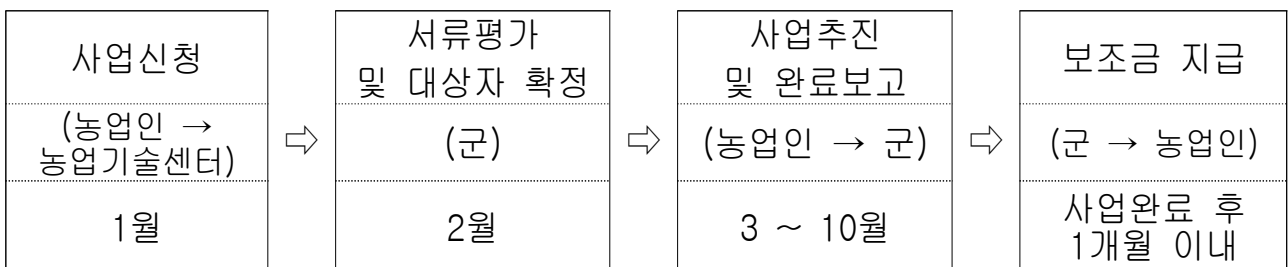 사업신청
(농업인 →
농업기술센터)
1월
⇨
서류평가
및 대상자 확정
(군)
2월
⇨
사업추진
및 완료보고
(농업인 → 군)
3 ~ 10월
⇨
보조금 지급
(군 → 농업인)
사업완료 후
1개월 이내